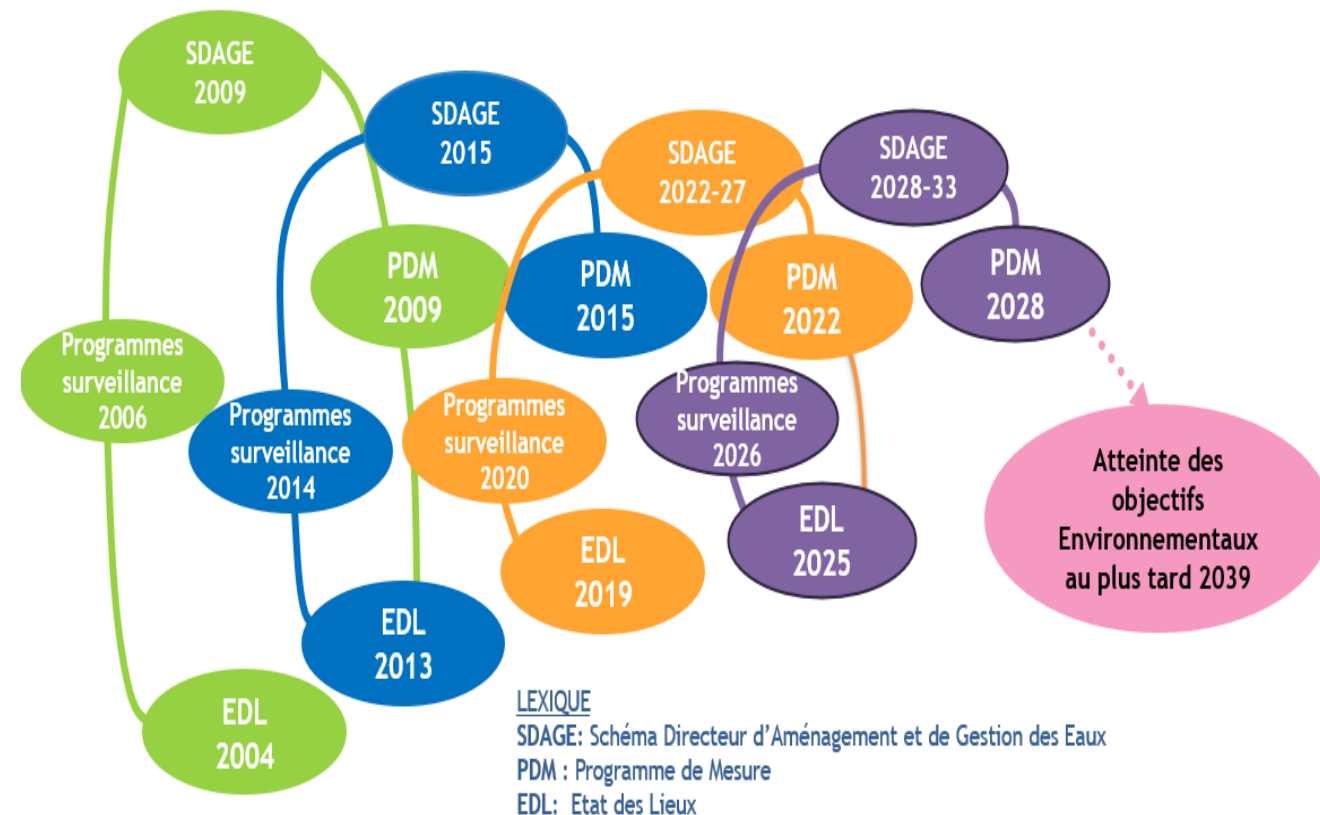 SDAGE
2009
PDM
2009
Programmes
surveillance
2006
EDL
2004
SDAGE
2015
PDM
2015
Programmes
surveillance
2014
EDL
2013
SDAGE
2022-27
PDM
2022
Programmes
surveillance
2020
EDL
2019
SDAGE
2028-33
PDM
2028
Programmes
surveillance
2026
EDL
2025
Atteinte des
objectifs
Environnementaux
au plus tard 2039
LEXIQUE
SDAGE: Schéma Directeur d’Aménagement et de Gestion des Eaux
PDM : Programme de Mesure
EDL: Etat des Lieux